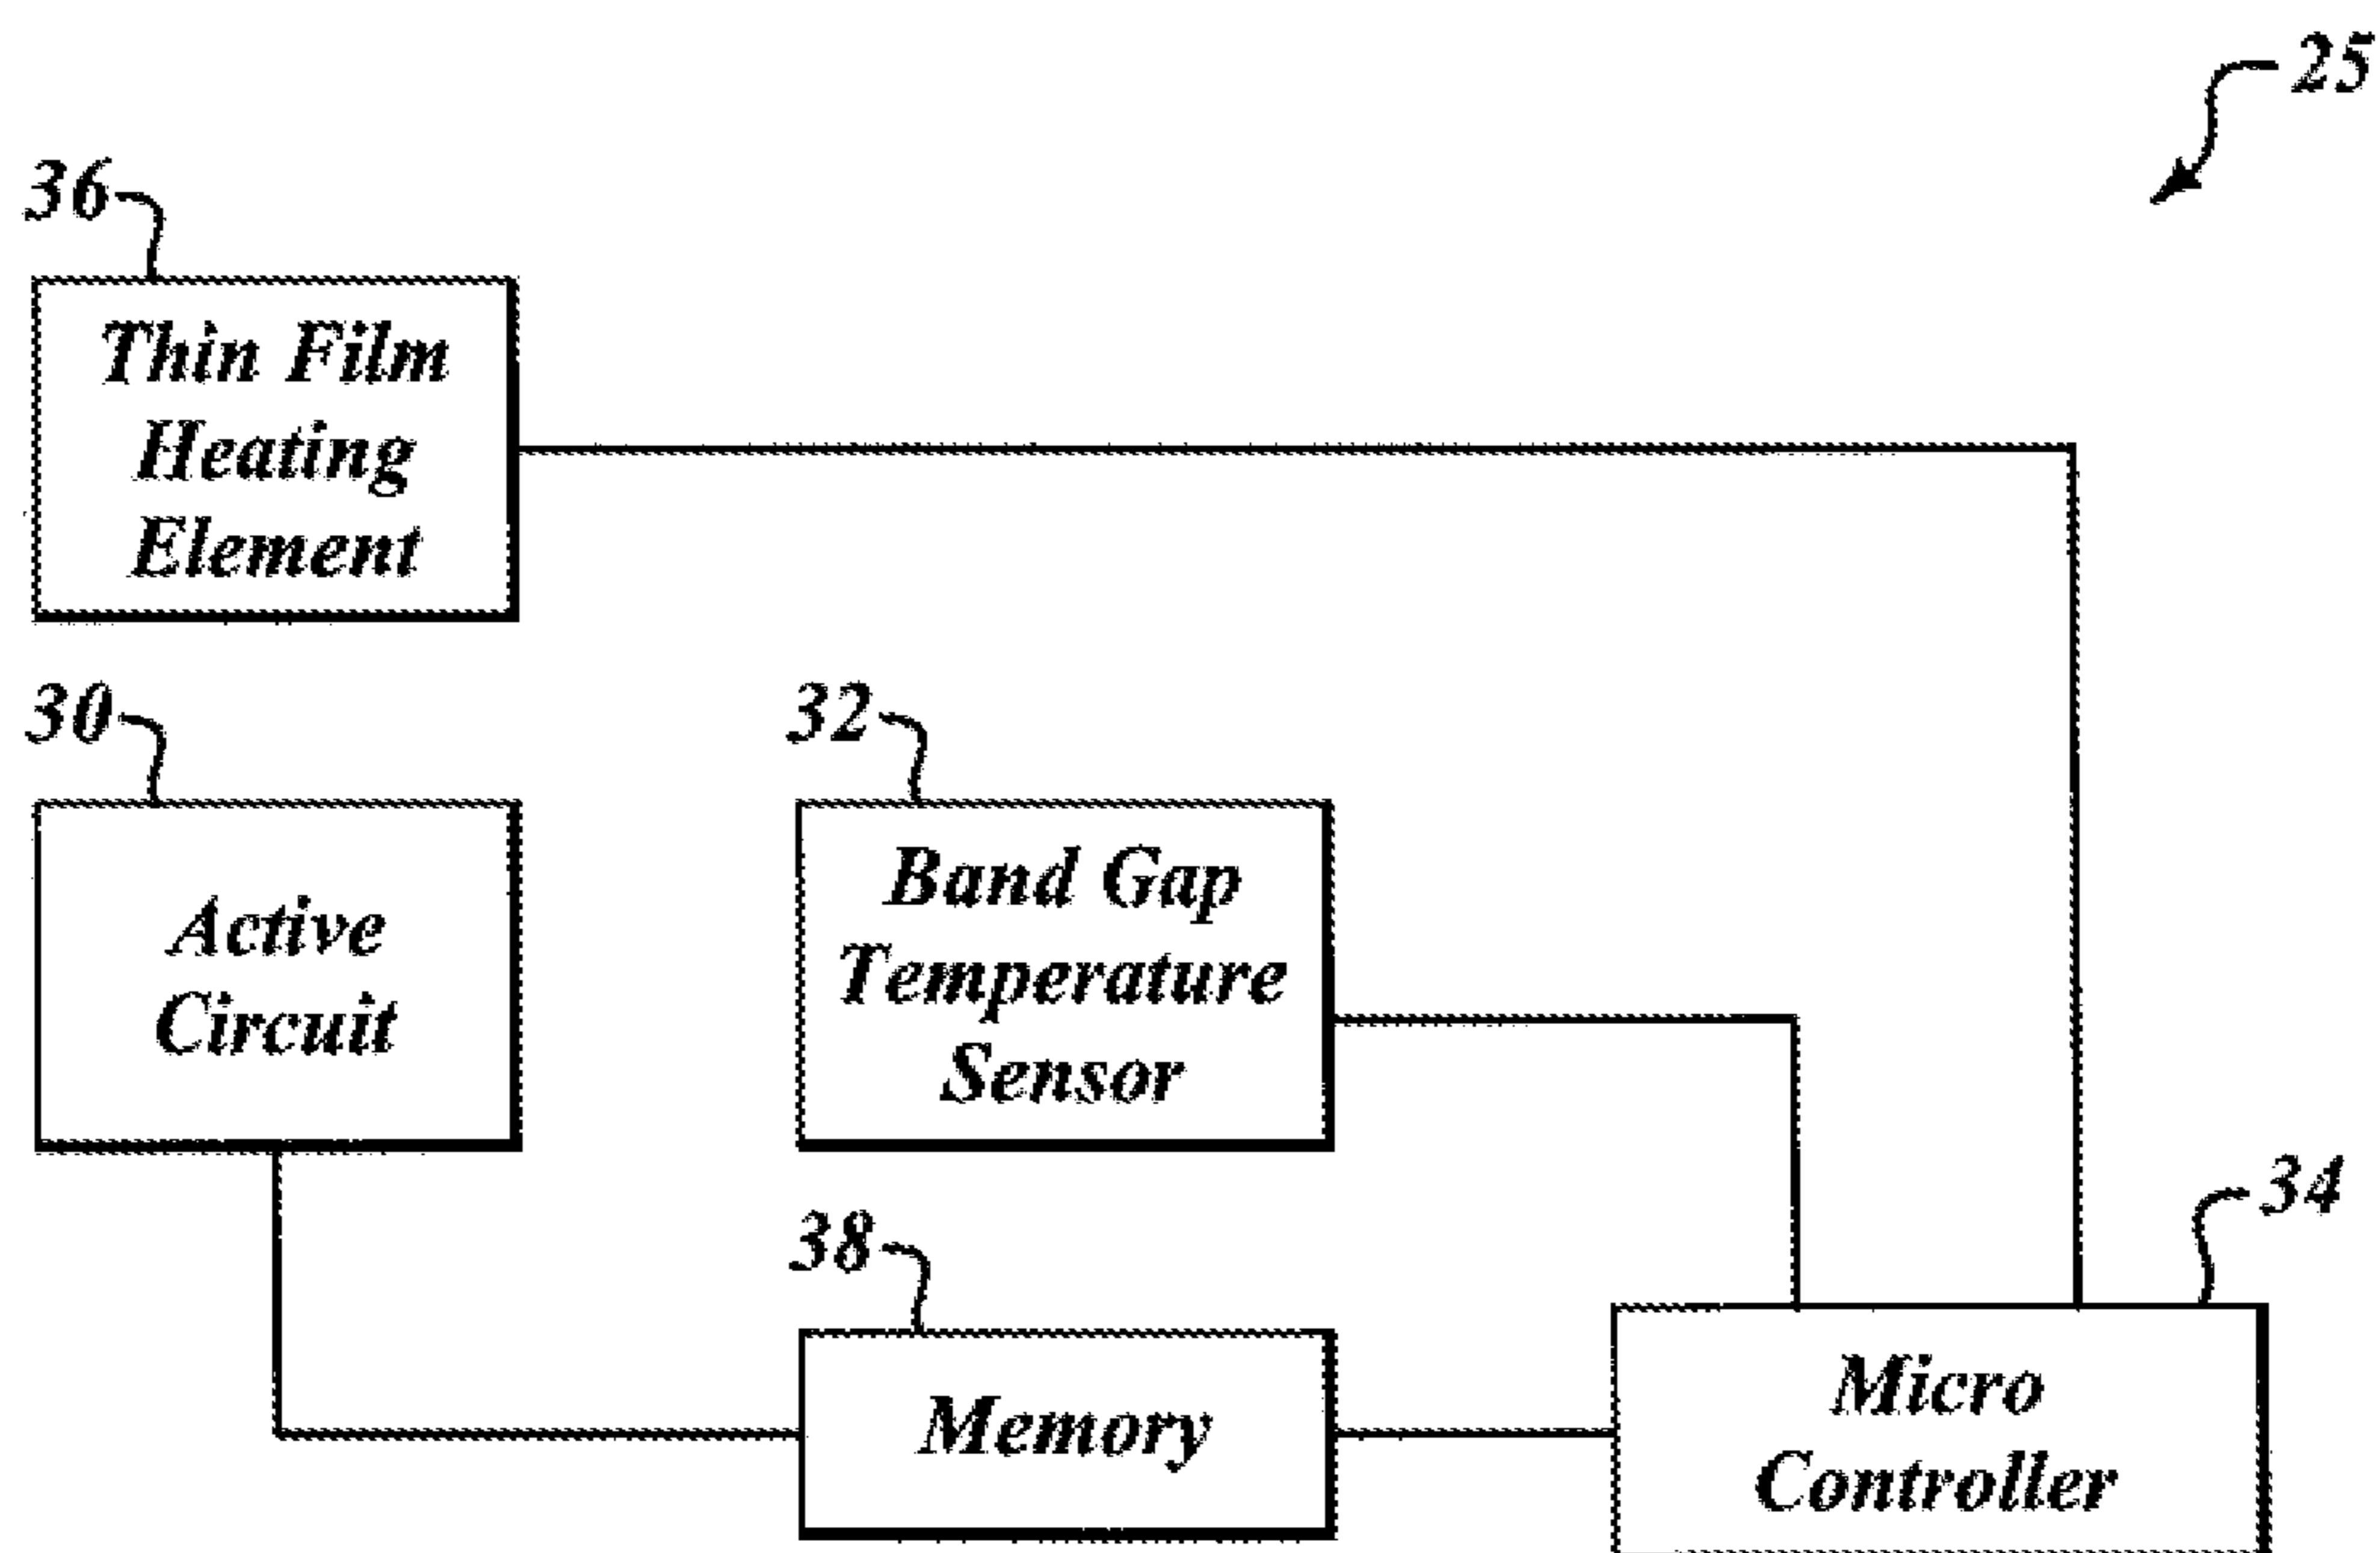 25
36
Thin Film
Heating
Element
30
Active
Circuit
32
Band Gap
Temperature
Sensor
38
Memory
34
Micro
Controller